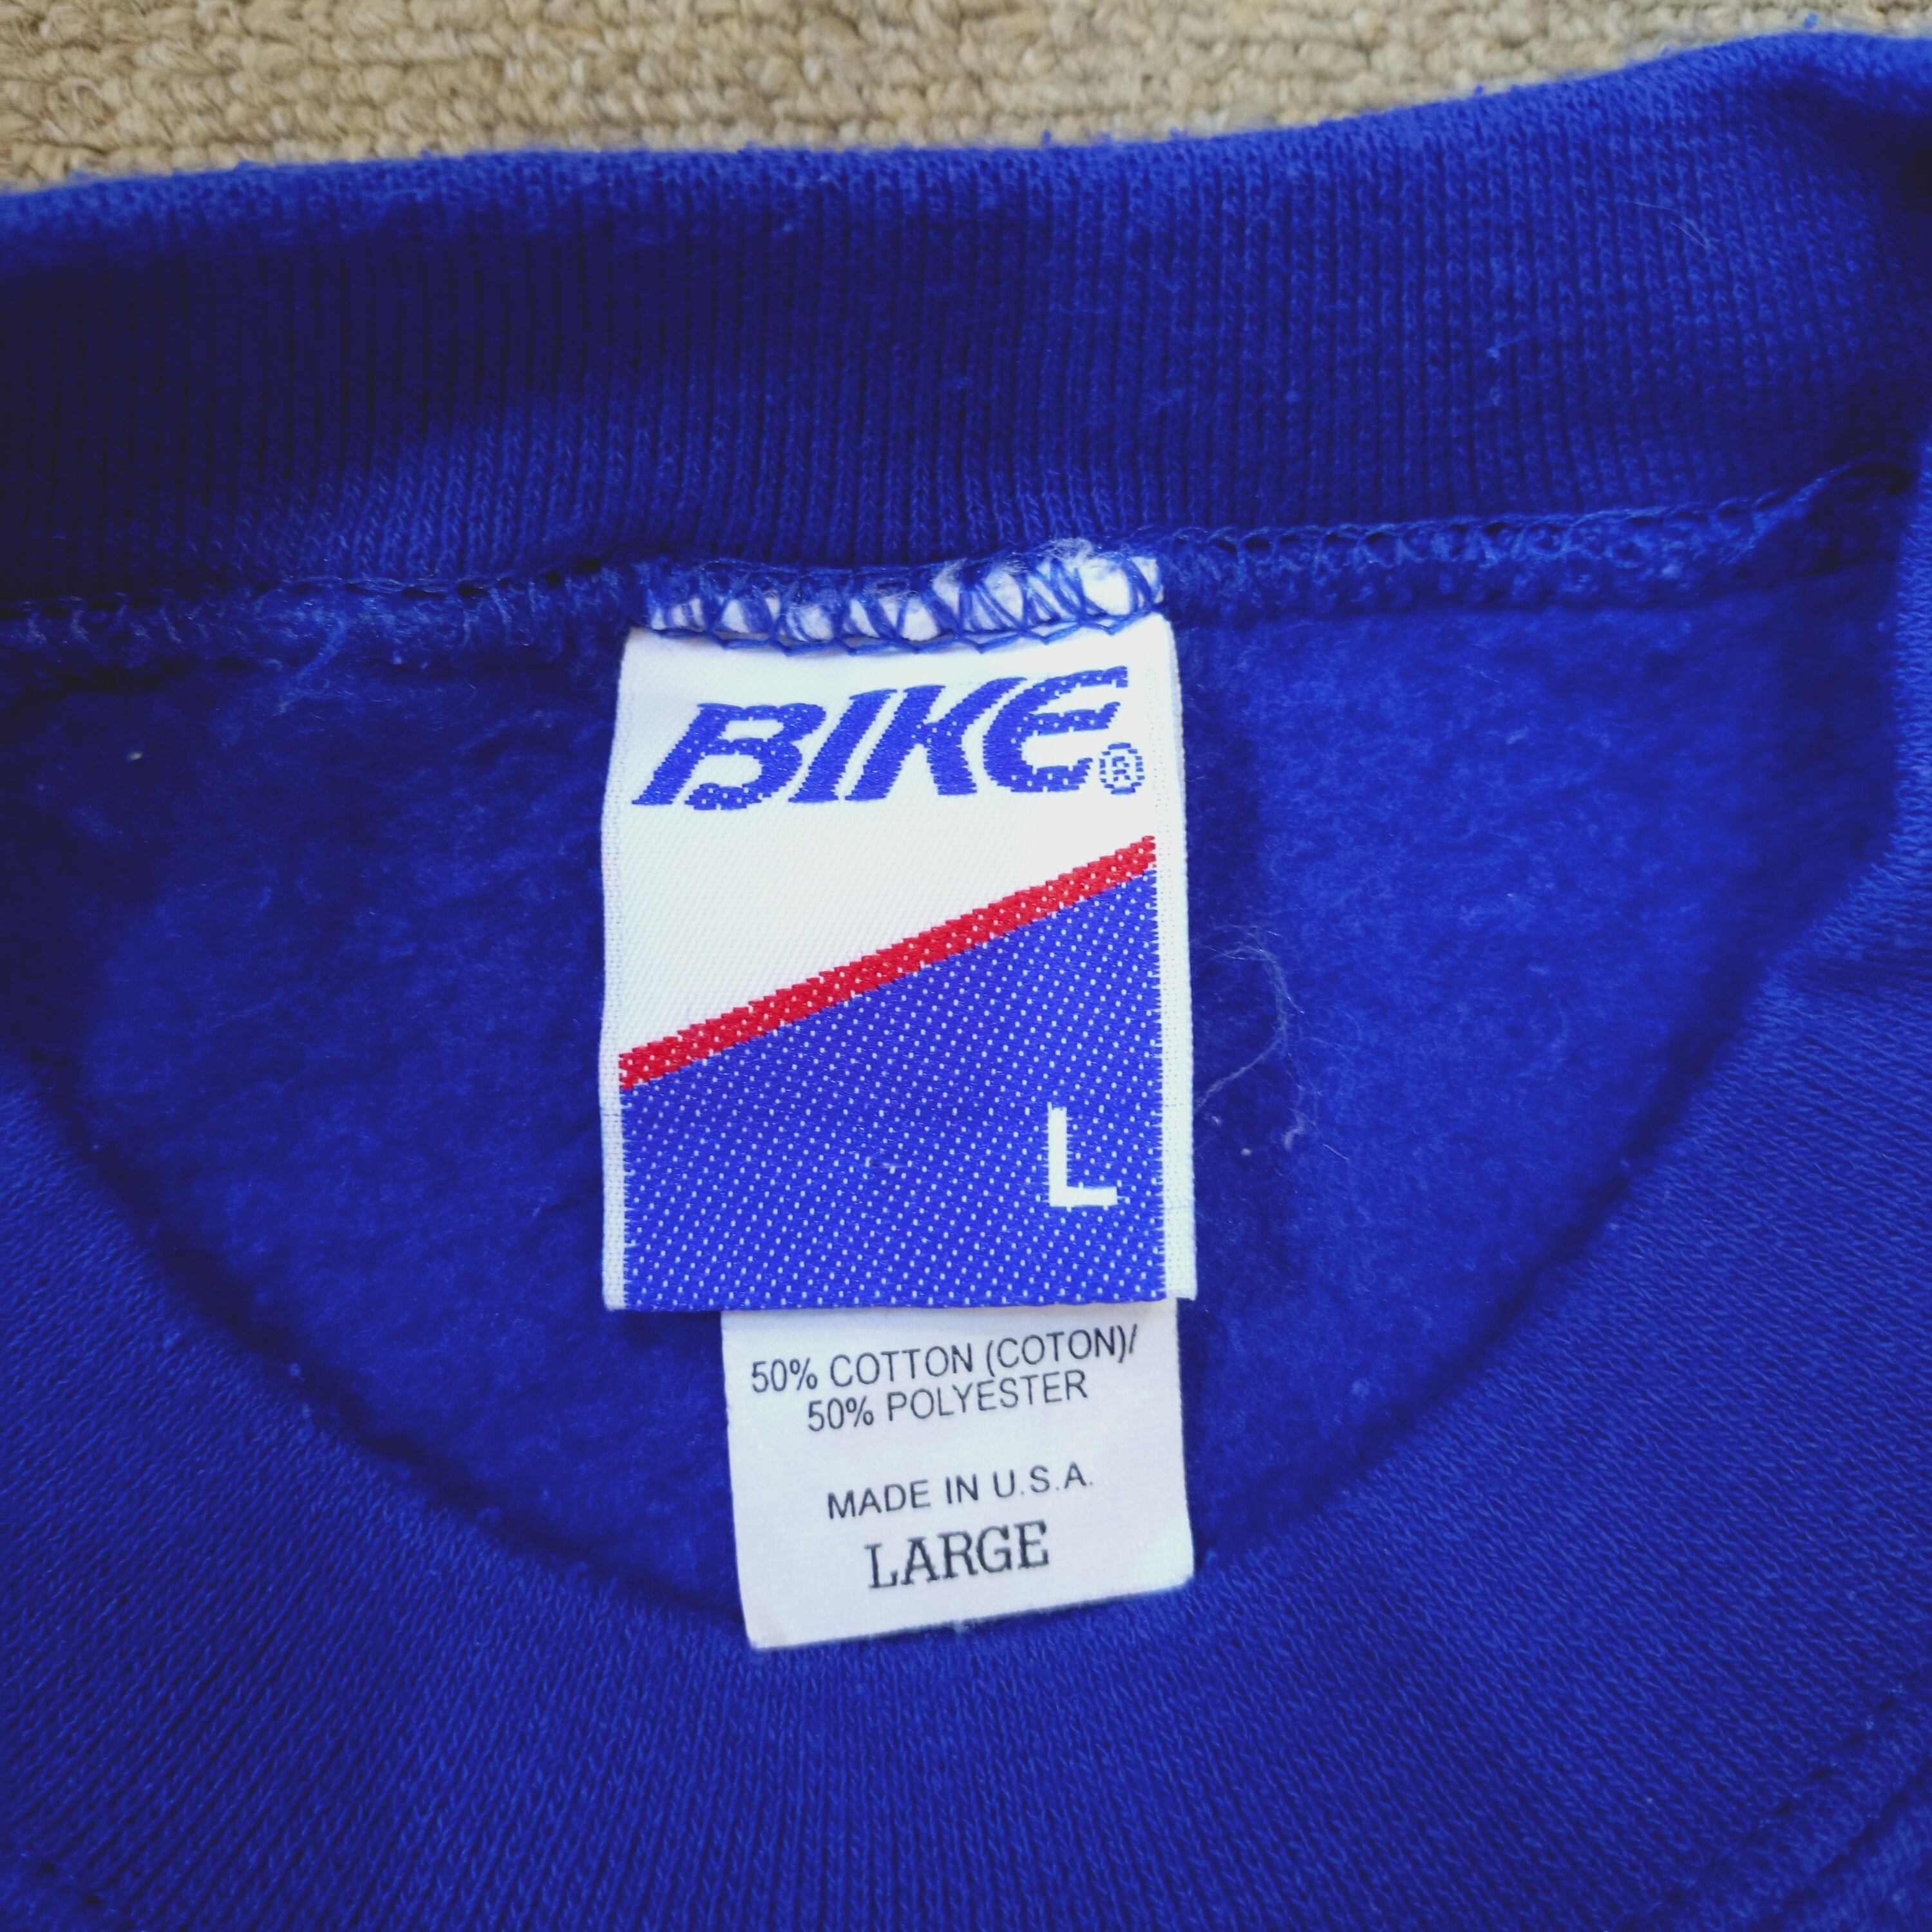 BIKE®
L
50% COTTON (COTON)/
50% POLYESTER
MADE IN U.S.A.
LARGE